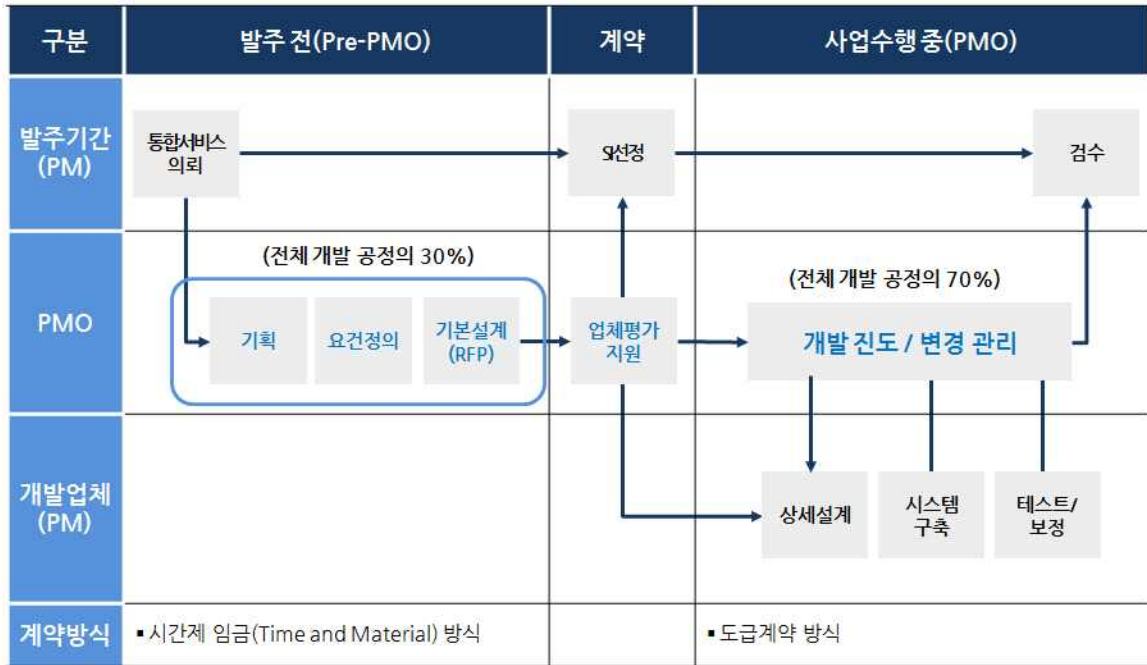 구분
발주 전(Pre-PMO)
계약
사업수행 중(PMO)
발주기간
(PM)
통합서비스
의뢰
SI선정
검수
PMO
(전체 개발 공정의 30%)
기획
요건정의
기본설계
(RFP)
업체평가
지원
(전체 개발 공정의 70%)
개발 진도 / 변경 관리
개발업체
(PM)
상세설계
시스템
구축
테스트/
보정
계약방식
▪ 시간제 임금(Time and Material) 방식
▪ 도급계약 방식